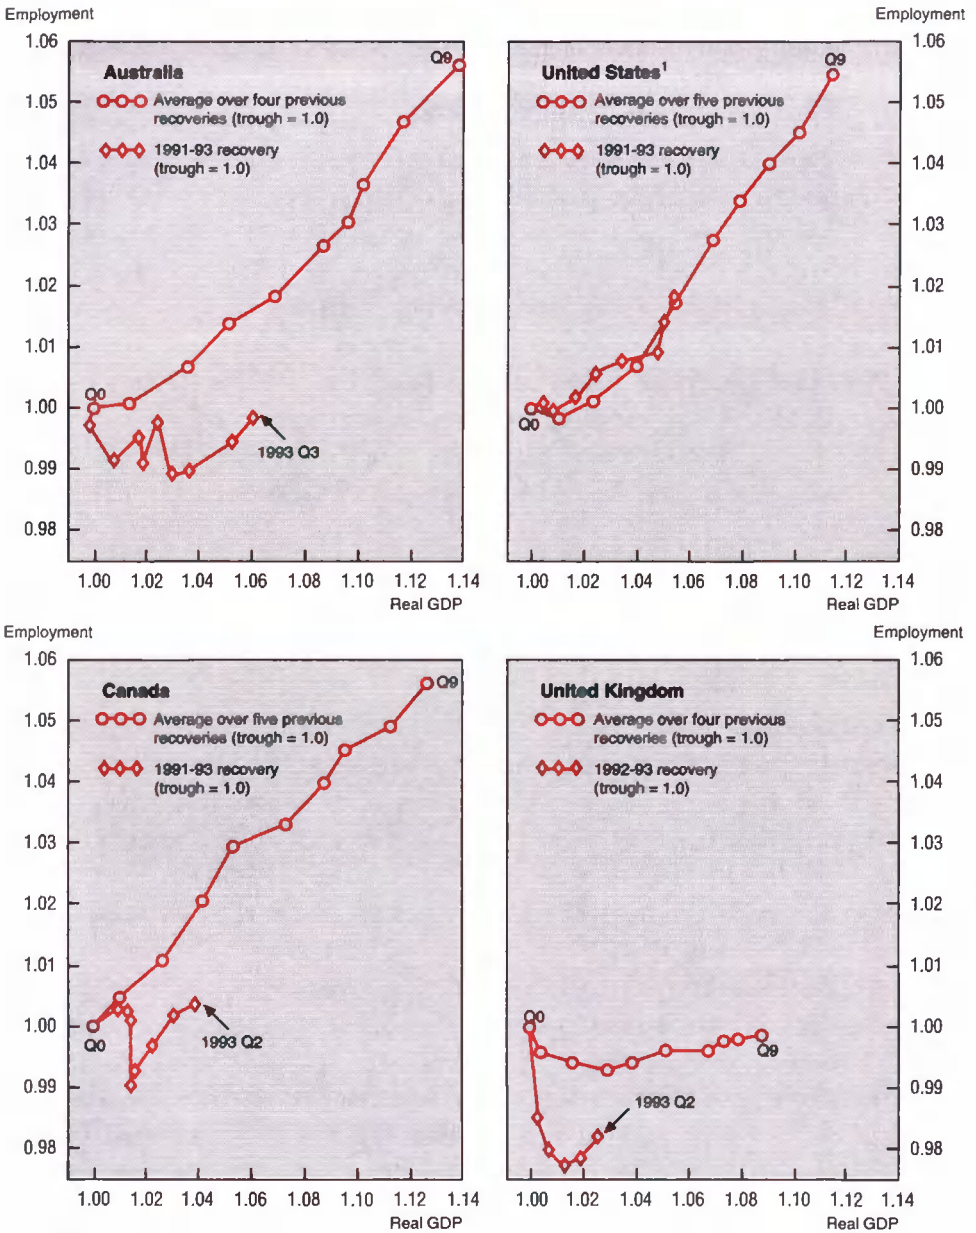 Employment
Employment
1.06
1.05
1.04
1.03
1.02
1.01
1.00
0.99
0.98
Australia
Average over four previous
recoveries (trough = 1.0)
1991-93 recovery
(trough = 1.0)
Q9
Q0
1993 Q3
1.00 1.02 1.04 1.06 1.08 1.10 1.12 1.14
Real GDP
United States¹
Average over five previous
recoveries (trough = 1.0)
1991-93 recovery
(trough = 1.0)
Q9
Q0
1.06
1.05
1.04
1.03
1.02
1.01
1.00
0.99
0.98
1.00 1.02 1.04 1.06 1.08 1.10 1.12 1.14
Real GDP
Employment
Employment
1.06
1.05
1.04
1.03
1.02
1.01
1.00
0.99
0.98
Canada
Average over five previous
recoveries (trough = 1.0)
1991-93 recovery
(trough = 1.0)
Q9
Q0
1993 Q2
1.00 1.02 1.04 1.06 1.08 1.10 1.12 1.14
Real GDP
United Kingdom
Average over four previous
recoveries (trough = 1.0)
1992-93 recovery
(trough = 1.0)
Q0
Q9
1993 Q2
1.06
1.05
1.04
1.03
1.02
1.01
1.00
0.99
0.98
1.00 1.02 1.04 1.06 1.08 1.10 1.12 1.14
Real GDP